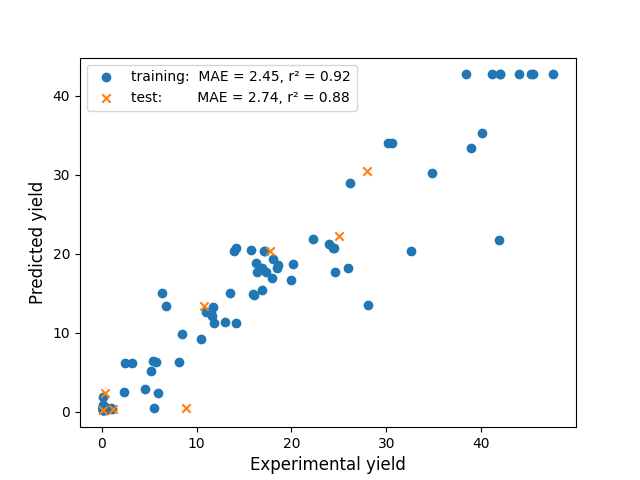 training:  MAE = 2.45, r² = 0.92
test:        MAE = 2.74, r² = 0.88
40
30
20
10
0
Predicted yield
0 10 20 30 40
Experimental yield